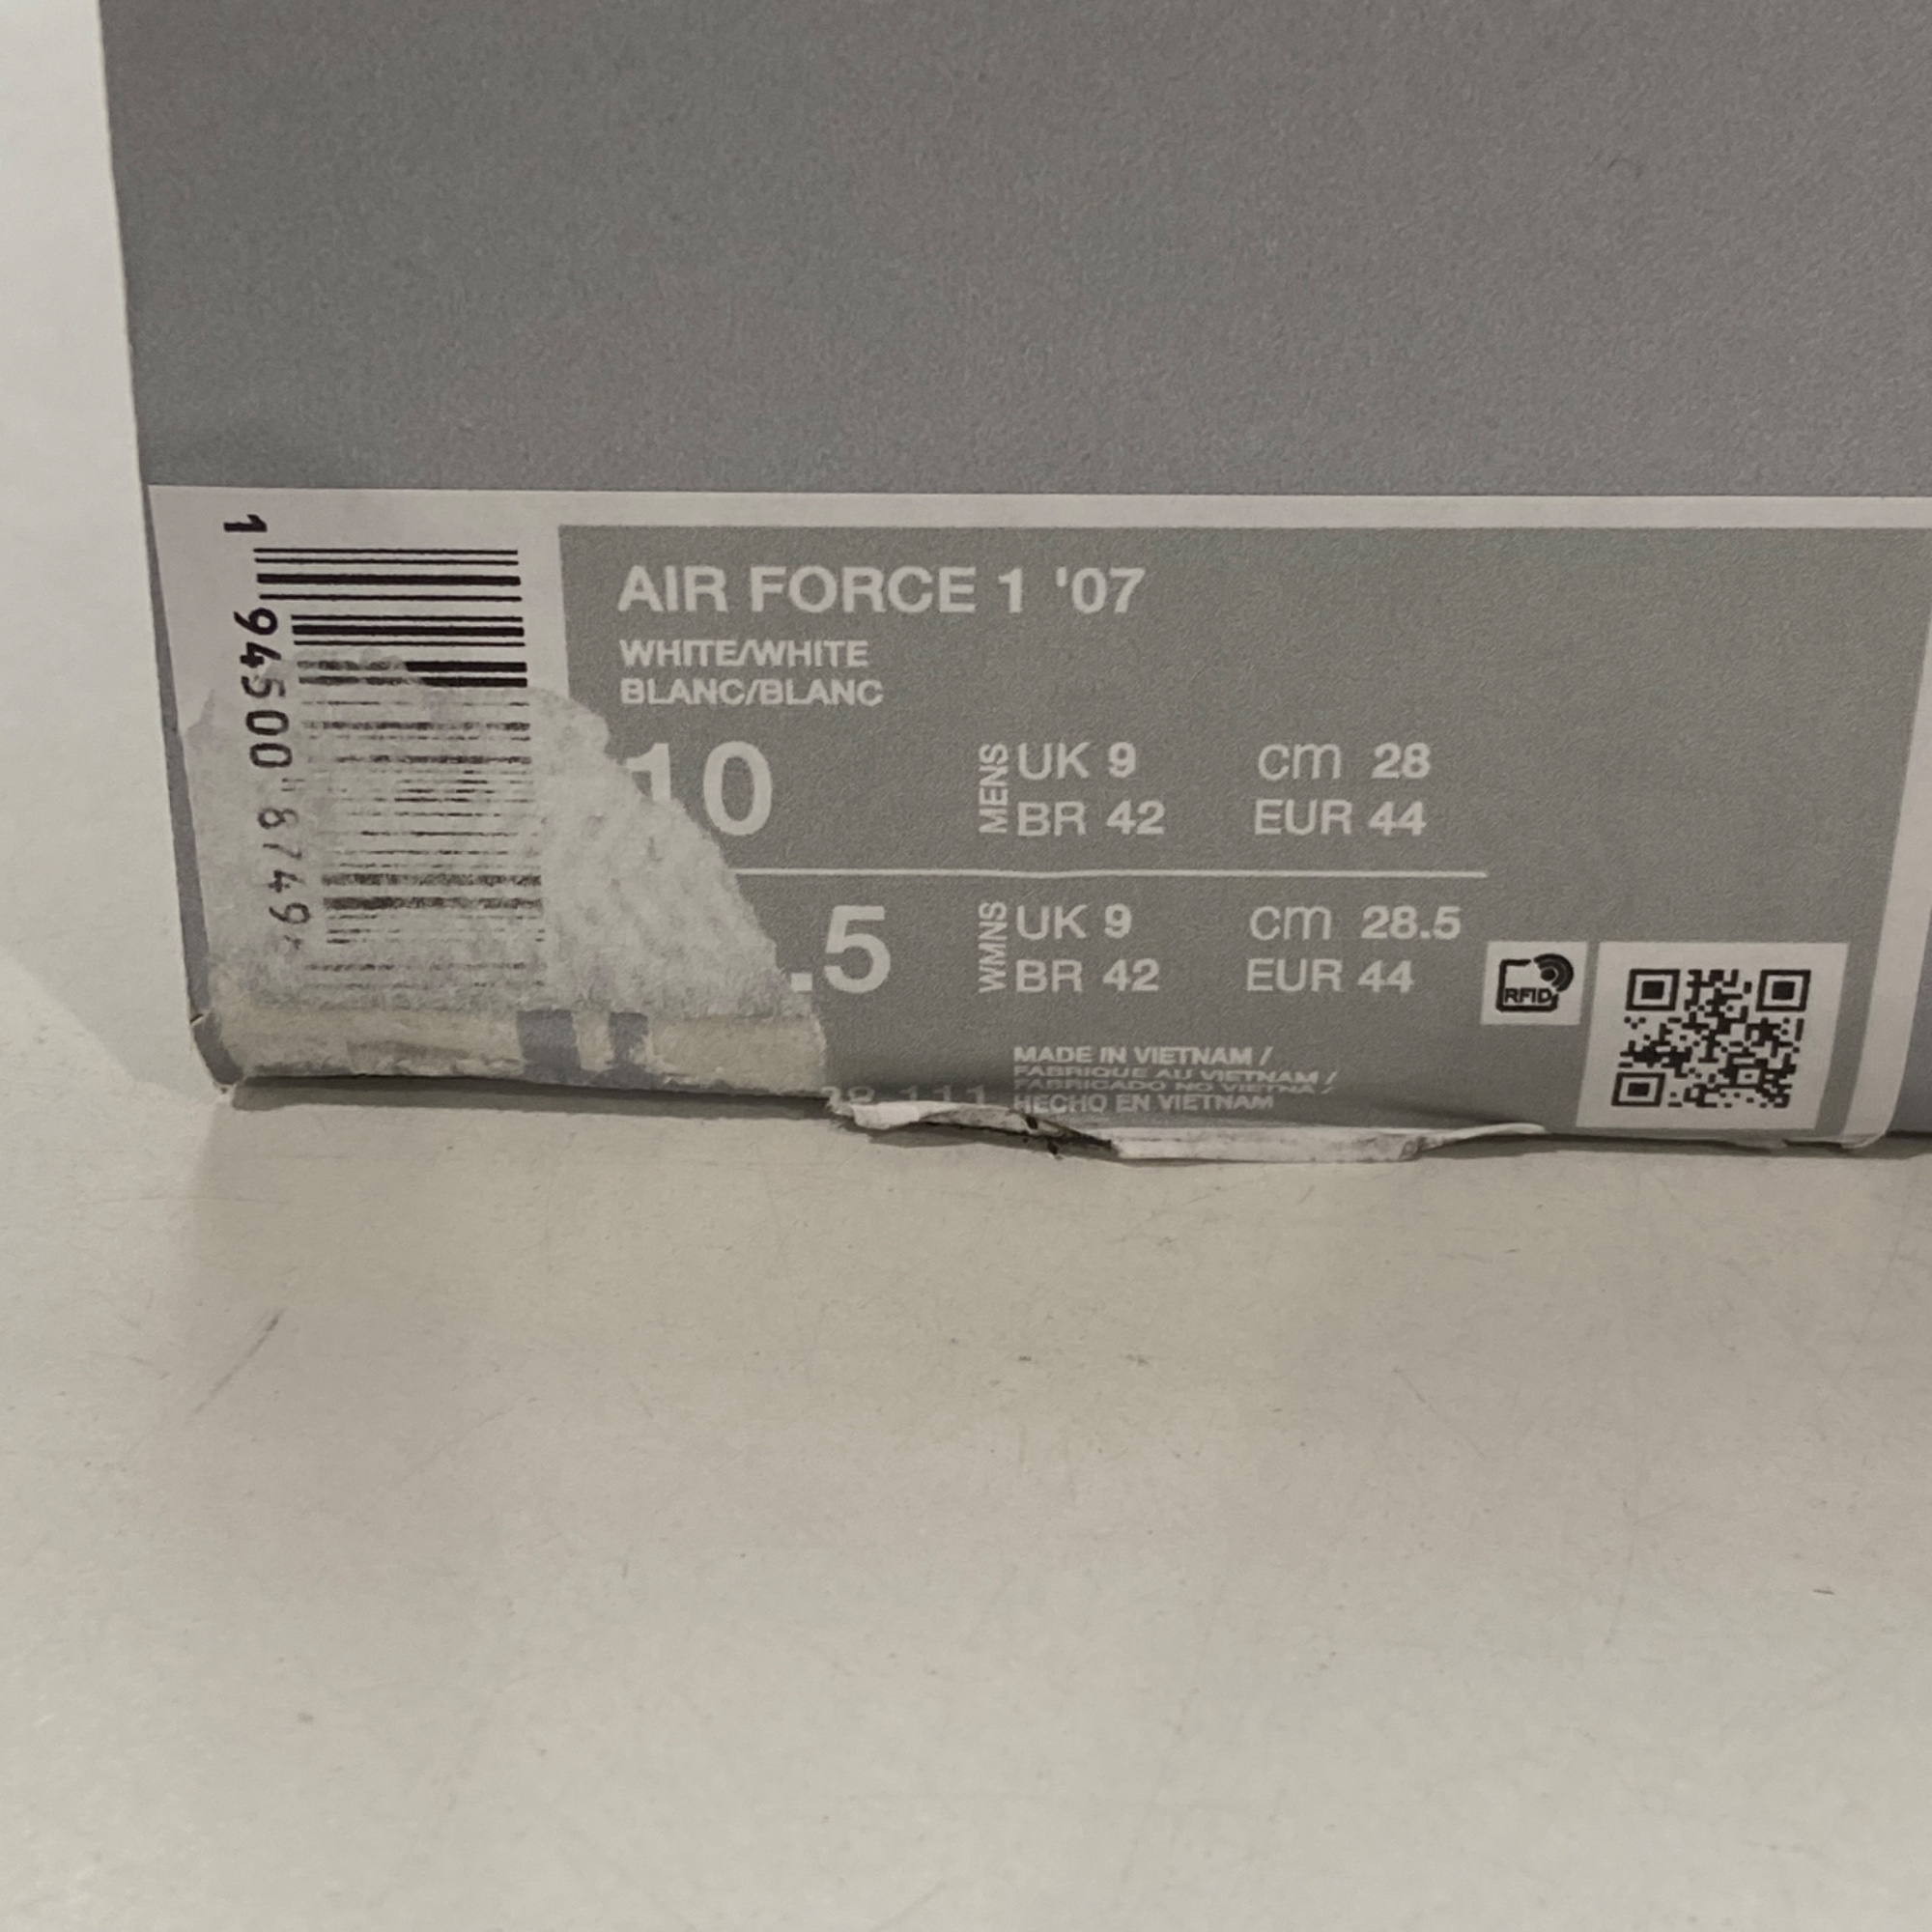 1 94500 8749
AIR FORCE 1 '07
WHITE/WHITE
BLANC/BLANC
10
MENS
UK 9 cm 28
BR 42 EUR 44
.5
WMNS
UK 9 cm 28.5
BR 42 EUR 44
RFID
MADE IN VIETNAM /
FABRIQUE AU VIETNAM /
FABRICADO NO VIETNA /
HECHO EN VIETNAM
111